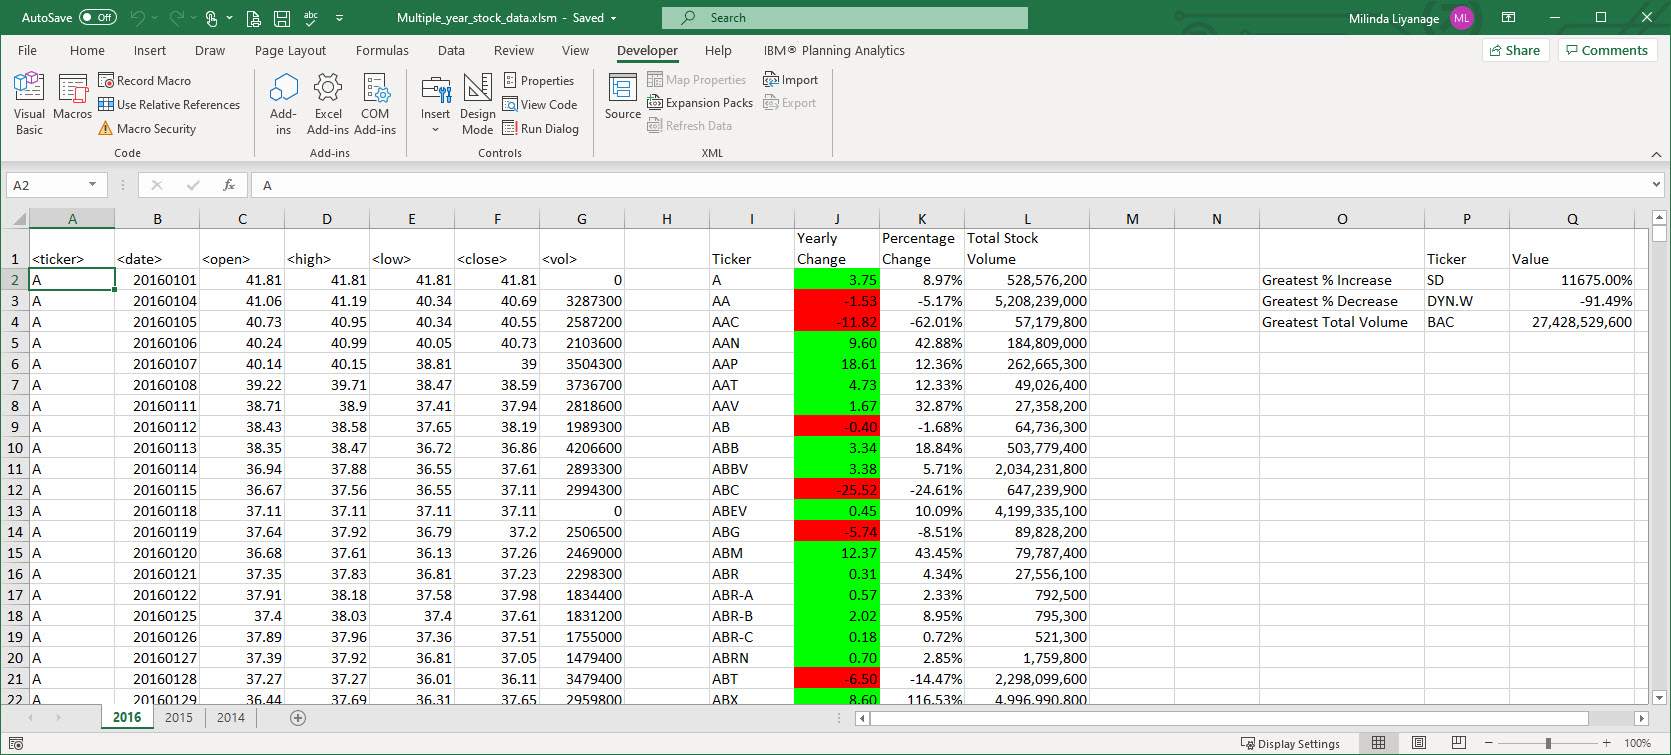 AutoSave Off abc Multiple_year_stock_data.xlsm - Saved Search Milinda Liyanage ML
File Home Insert Draw Page Layout Formulas Data Review View Developer Help IBM® Planning Analytics Share Comments
Visual Basic
Macros
Record Macro
Use Relative References
Macro Security
Code
Add-ins
Excel Add-ins
COM Add-ins
Add-ins
Insert
Design Mode
Properties
View Code
Run Dialog
Controls
Source
Map Properties
Expansion Packs
Refresh Data
Import
Export
XML
A2 fx A
A B C D E F G H I J K L M N O P Q
1 <ticker> <date> <open> <high> <low> <close> <vol> Ticker Yearly Change Percentage Change Total Stock Volume Ticker Value
2 A 20160101 41.81 41.81 41.81 41.81 0 A 3.75 8.97% 528,576,200 Greatest % Increase SD 11675.00%
3 A 20160104 41.06 41.19 40.34 40.69 3287300 AA -1.53 -5.17% 5,208,239,000 Greatest % Decrease DYN.W -91.49%
4 A 20160105 40.73 40.95 40.34 40.55 2587200 AAC -11.82 -62.01% 57,179,800 Greatest Total Volume BAC 27,428,529,600
5 A 20160106 40.24 40.99 40.05 40.73 2103600 AAN 9.60 42.88% 184,809,000
6 A 20160107 40.14 40.15 38.81 39 3504300 AAP 18.61 12.36% 262,665,300
7 A 20160108 39.22 39.71 38.47 38.59 3736700 AAT 4.73 12.33% 49,026,400
8 A 20160111 38.71 38.9 37.41 37.94 2818600 AAV 1.67 32.87% 27,358,200
9 A 20160112 38.43 38.58 37.65 38.19 1989300 AB -0.40 -1.68% 64,736,300
10 A 20160113 38.35 38.47 36.72 36.86 4206600 ABB 3.34 18.84% 503,779,400
11 A 20160114 36.94 37.88 36.55 37.61 2893300 ABBV 3.38 5.71% 2,034,231,800
12 A 20160115 36.67 37.56 36.55 37.11 2994300 ABC -25.52 -24.61% 647,239,900
13 A 20160118 37.11 37.11 37.11 37.11 0 ABEV 0.45 10.09% 4,199,335,100
14 A 20160119 37.64 37.92 36.79 37.2 2506500 ABG -5.74 -8.51% 89,828,200
15 A 20160120 36.68 37.61 36.13 37.26 2469000 ABM 12.37 43.45% 79,787,400
16 A 20160121 37.35 37.83 36.81 37.23 2298300 ABR 0.31 4.34% 27,556,100
17 A 20160122 37.91 38.18 37.58 37.98 1834400 ABR-A 0.57 2.33% 792,500
18 A 20160125 37.4 38.03 37.4 37.61 1831200 ABR-B 2.02 8.95% 795,300
19 A 20160126 37.89 37.96 37.36 37.51 1755000 ABR-C 0.18 0.72% 521,300
20 A 20160127 37.39 37.92 36.81 37.05 1479400 ABRN 0.70 2.85% 1,759,800
21 A 20160128 37.27 37.27 36.01 36.11 3479400 ABT -6.50 -14.47% 2,298,099,600
22 A 20160129 36.44 37.69 36.31 37.65 2959800 ABX 8.60 116.53% 4,996,990,800
2016 2015 2014
Display Settings 100%